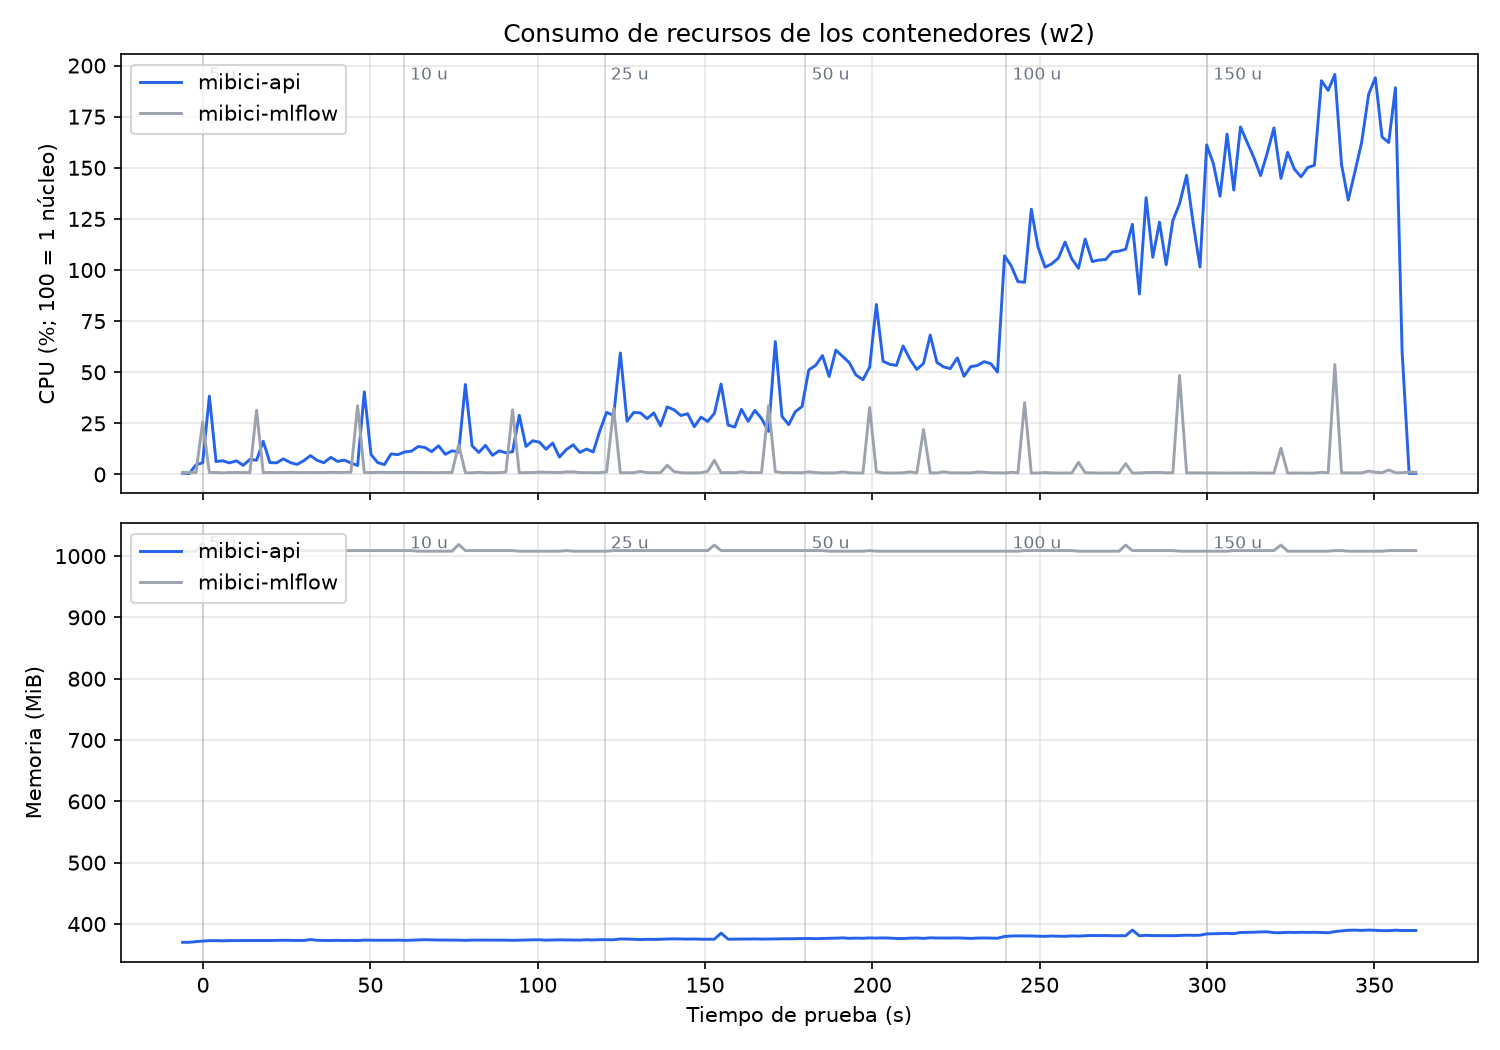 Consumo de recursos de los contenedores (w2)
CPU (%; 100 = 1 núcleo)
200
175
150
125
100
75
50
25
0
5 u
10 u
25 u
50 u
100 u
150 u
mibici-api
mibici-mlflow
Memoria (MiB)
1000
900
800
700
600
500
400
5 u
10 u
25 u
50 u
100 u
150 u
mibici-api
mibici-mlflow
0
50
100
150
200
250
300
350
Tiempo de prueba (s)